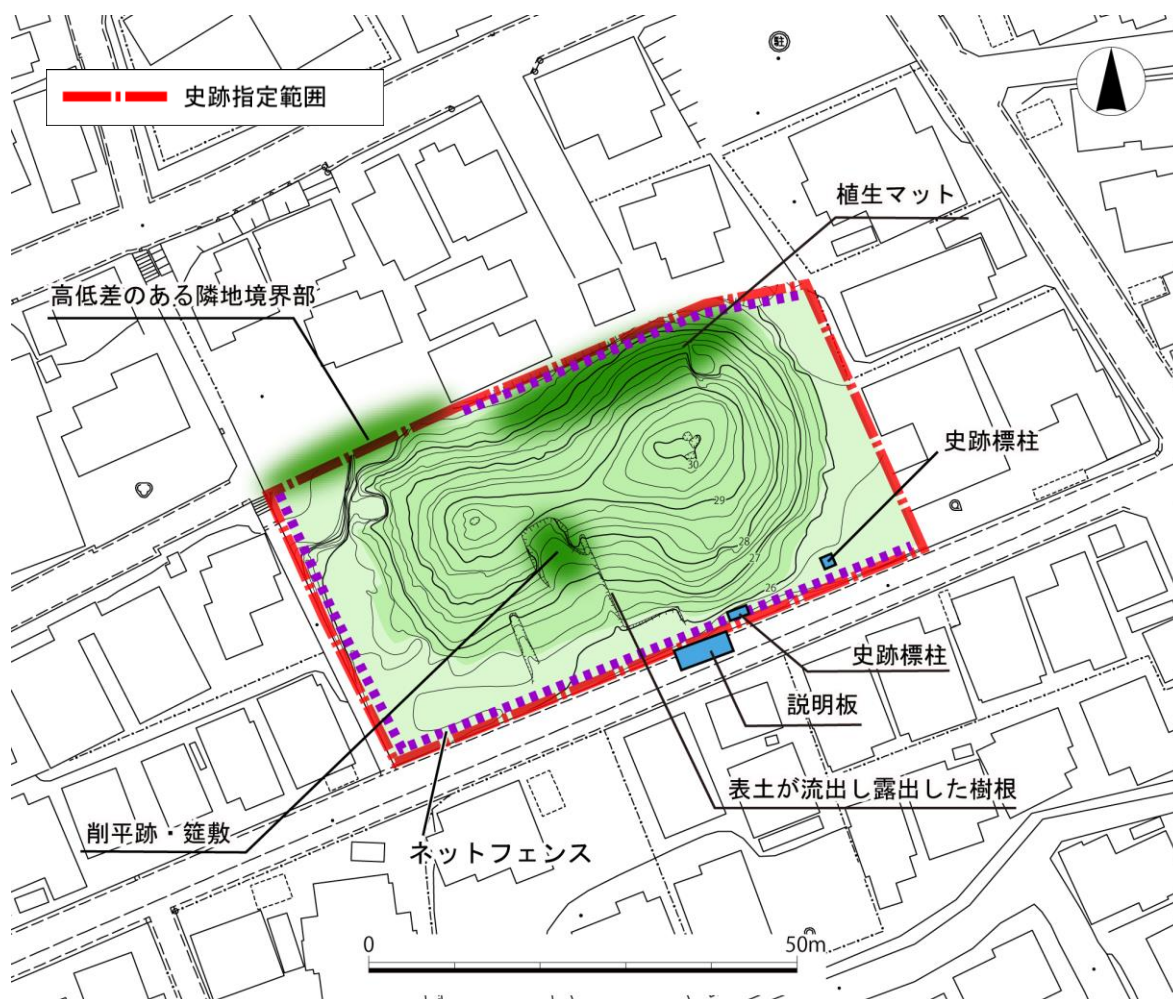 駐
史跡指定範囲
植生マット
高低差のある隣地境界部
史跡標柱
30
29
28
27
26
史跡標柱
説明板
表土が流出し露出した樹根
削平跡・筵敷
ネットフェンス
0 50m